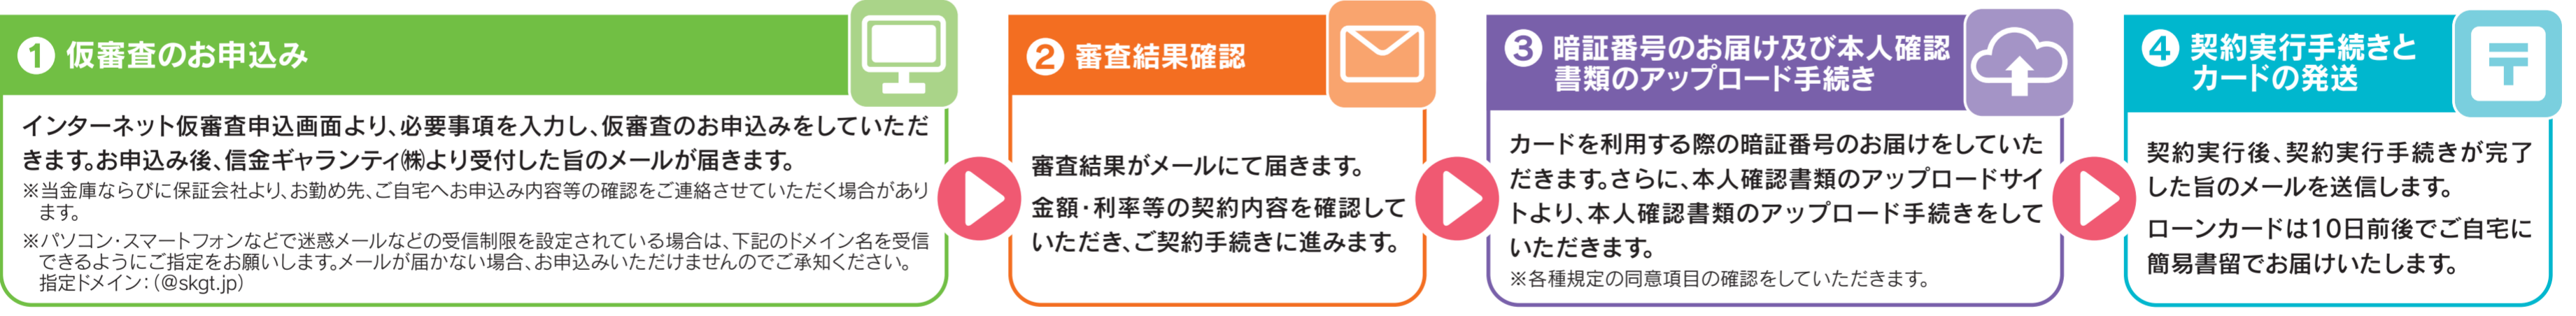 1 仮審査のお申込み
インターネット仮審査申込画面より、必要事項を入力し、仮審査のお申込みをしていただ
きます。お申込み後、信金ギャランティ㈱より受付した旨のメールが届きます。
※当金庫ならびに保証会社より、お勤め先、ご自宅へお申込み内容等の確認をご連絡させていただく場合があり
ます。
※パソコン・スマートフォンなどで迷惑メールなどの受信制限を設定されている場合は、下記のドメイン名を受信
できるようにご指定をお願いします。メールが届かない場合、お申込みいただけませんのでご承知ください。
指定ドメイン：（@skgt.jp）
2 審査結果確認
審査結果がメールにて届きます。
金額・利率等の契約内容を確認して
いただき、ご契約手続きに進みます。
3 暗証番号のお届け及び本人確認
書類のアップロード手続き
カードを利用する際の暗証番号のお届けをしていた
だきます。さらに、本人確認書類のアップロードサイ
トより、本人確認書類のアップロード手続きをして
いただきます。
※各種規定の同意項目の確認をしていただきます。
4 契約実行手続きと
カードの発送
〒
契約実行後、契約実行手続きが完了
した旨のメールを送信します。
ローンカードは10日前後でご自宅に
簡易書留でお届けいたします。